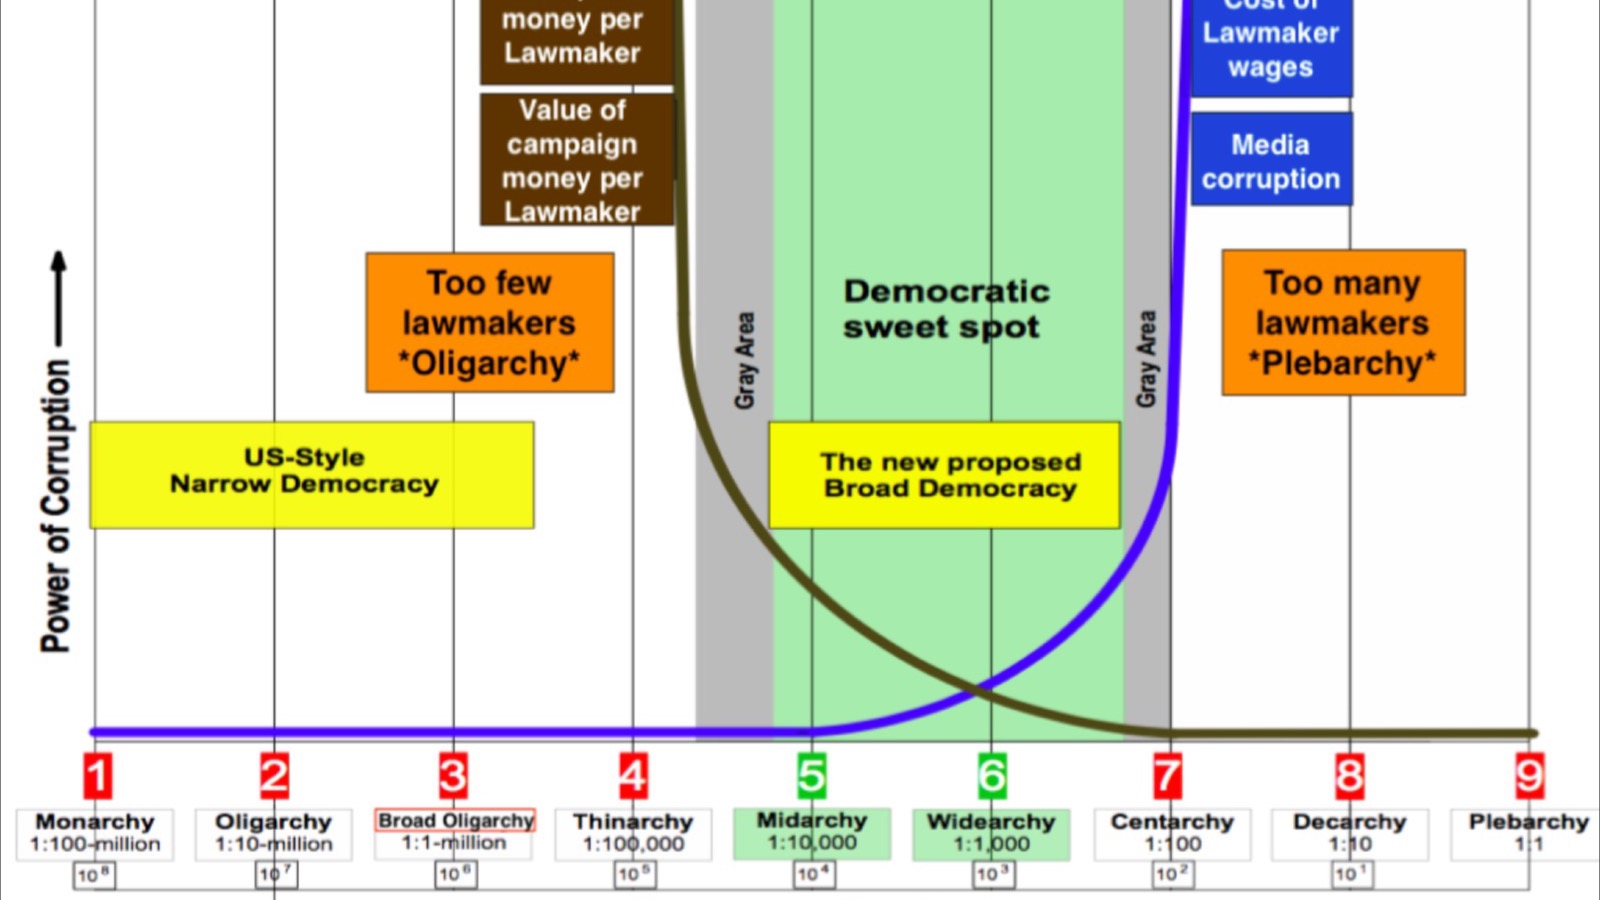 money per
Lawmaker
Value of
campaign
money per
Lawmaker
Cost of
Lawmaker
wages
Media
corruption
Power of Corruption
Too few
lawmakers
*Oligarchy*
Gray Area
Democratic
sweet spot
Gray Area
Too many
lawmakers
*Plebarchy*
US-Style
Narrow Democracy
The new proposed
Broad Democracy
1
2
3
4
5
6
7
8
9
Monarchy
1:100-million
10⁸
Oligarchy
1:10-million
10⁷
Broad Oligarchy
1:1-million
10⁶
Thinarchy
1:100,000
10⁵
Midarchy
1:10,000
10⁴
Widearchy
1:1,000
10³
Centarchy
1:100
10²
Decarchy
1:10
10¹
Plebarchy
1:1